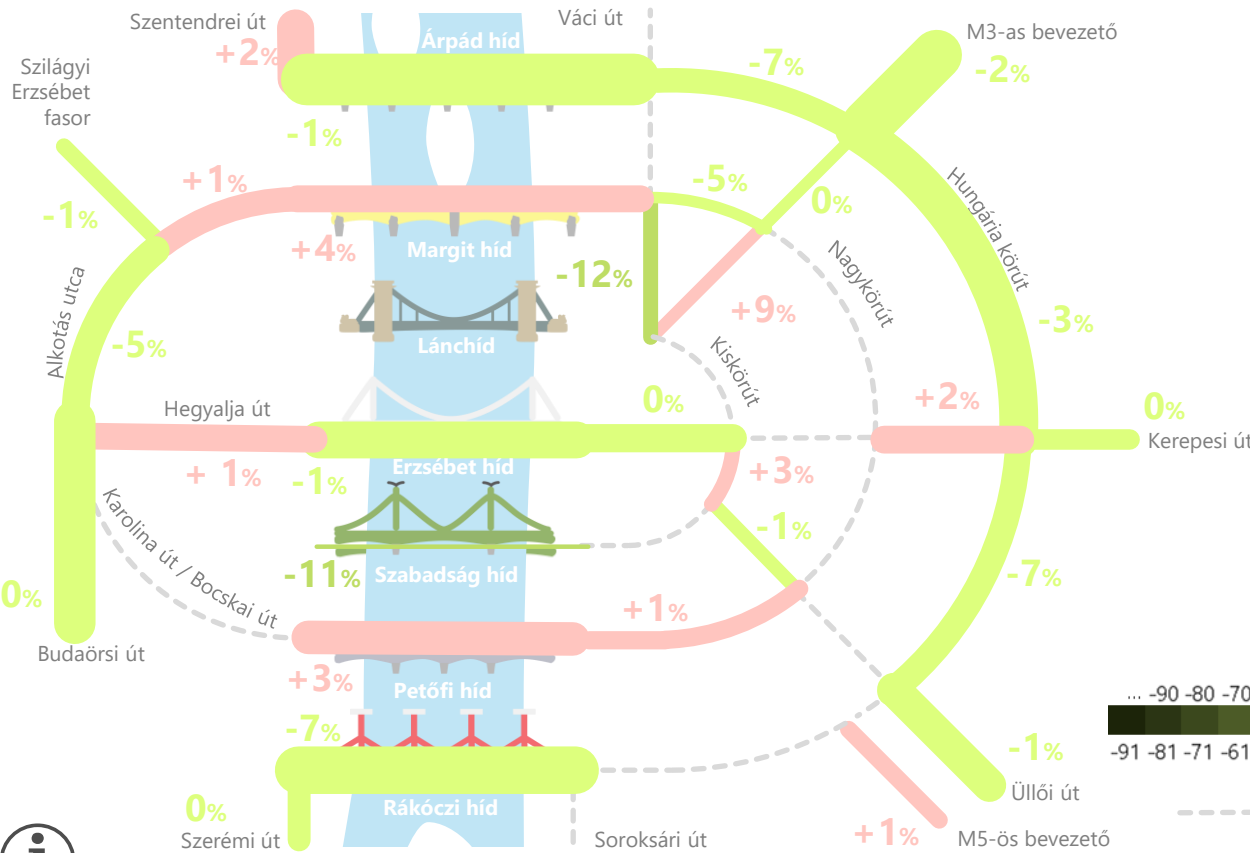 Szentendrei út
Váci út
M3-as bevezető
Árpád híd
+2%
-7%
-2%
Szilágyi
Erzsébet
fasor
-1%
+1%
-5%
0%
Hungária körút
-1%
+4%
Margit híd
-12%
Nagykörút
+9%
-3%
Alkotás utca
-5%
Lánchíd
Kiskörút
Hegyalja út
0%
+2%
0%
Kerepesi út
+ 1%
-1%
Erzsébet híd
+3%
Karolina út / Bocskai út
-1%
-11%
Szabadság híd
-7%
0%
+1%
Budaörsi út
+3%
Petőfi híd
-7%
... -90 -80 -70
-91 -81 -71 -61
-1%
Üllői út
0%
Rákóczi híd
Szerémi út
Soroksári út
+1%
M5-ös bevezető